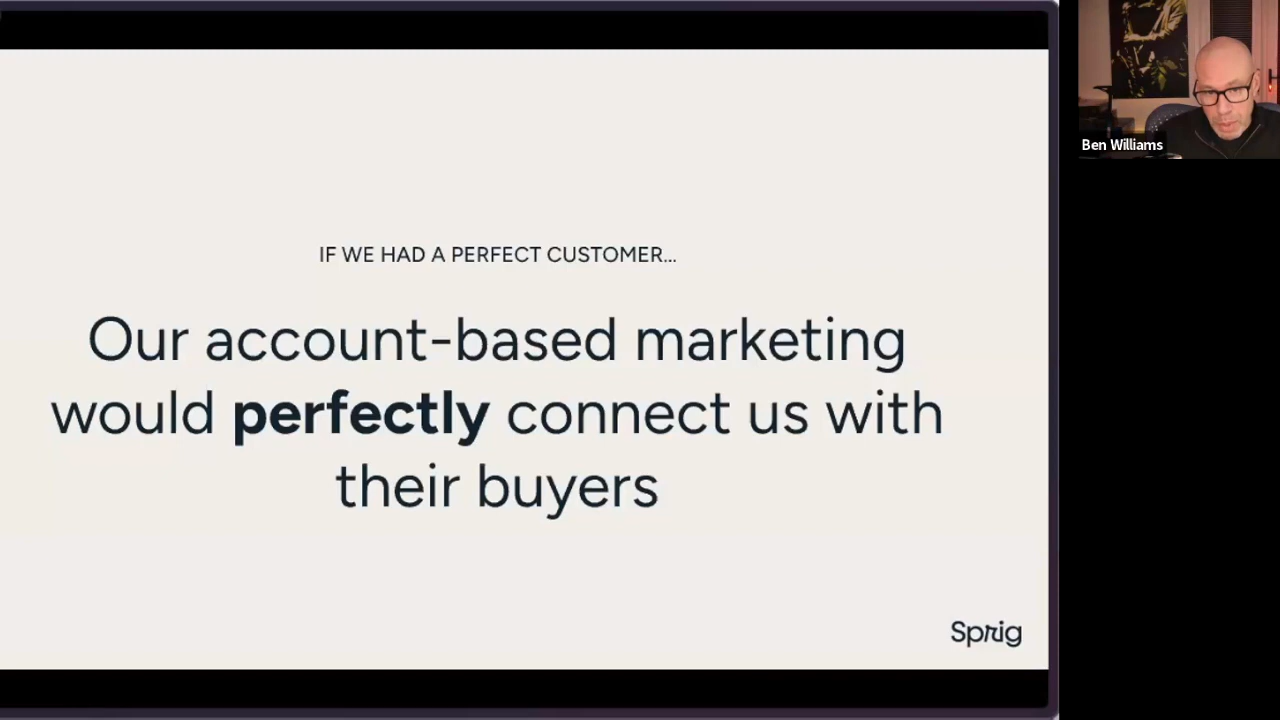 IF WE HAD A PERFECT CUSTOMER...
Our account-based marketing
would perfectly connect us with
their buyers
Sprig
Ben Williams